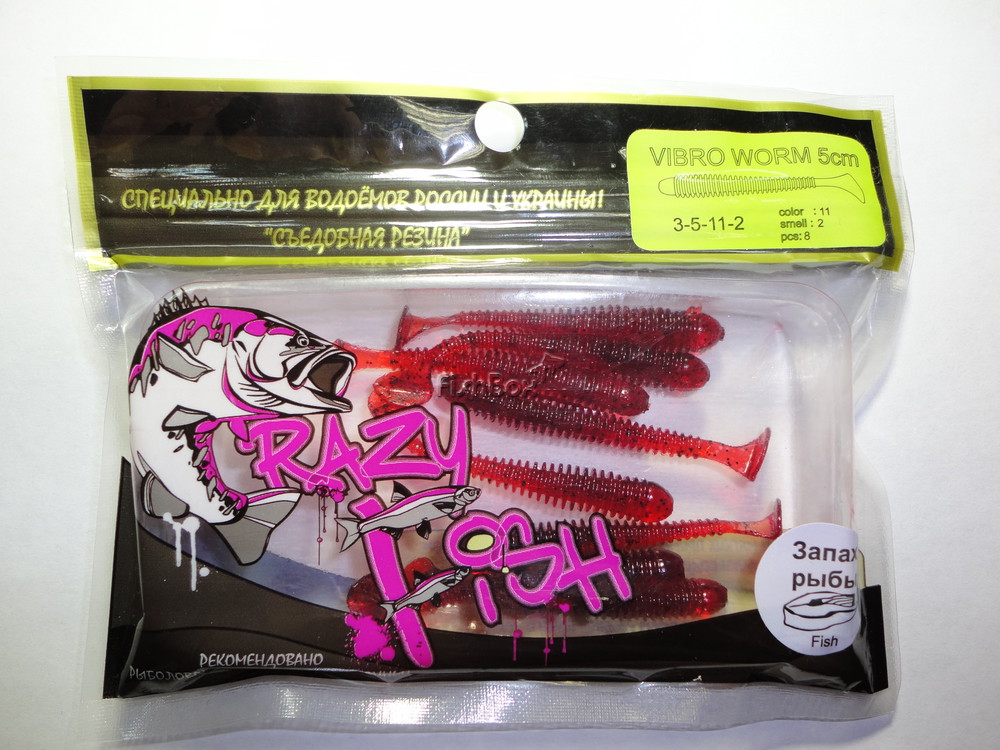 СПЕЦИАЛЬНО ДЛЯ ВОДОЁМОВ РОССИИ И УКРАИНЫ!
"СЪЕДОБНАЯ РЕЗИНА"
VIBRO WORM 5cm
3-5-11-2
color : 11
smell : 2
pcs: 8
FishBox
CRAZY
FISH
Запах
рыбы
Fish
РЕКОМЕНДОВАНО